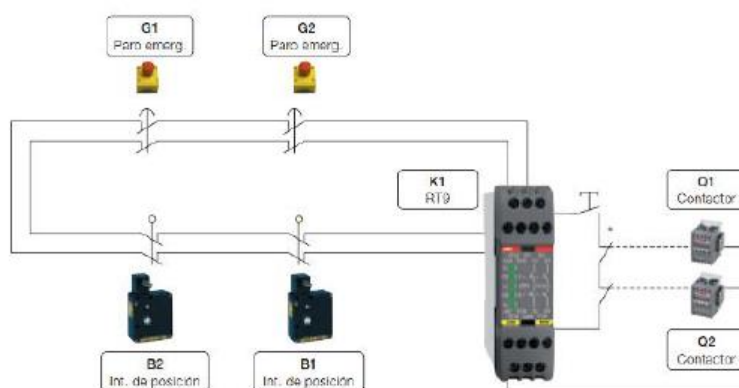 G1
Paro emerg.
G2
Paro emerg.
K1
RT9
Q1
Contactor
Q2
Contactor
B2
Int. de posición
B1
Int. de posición